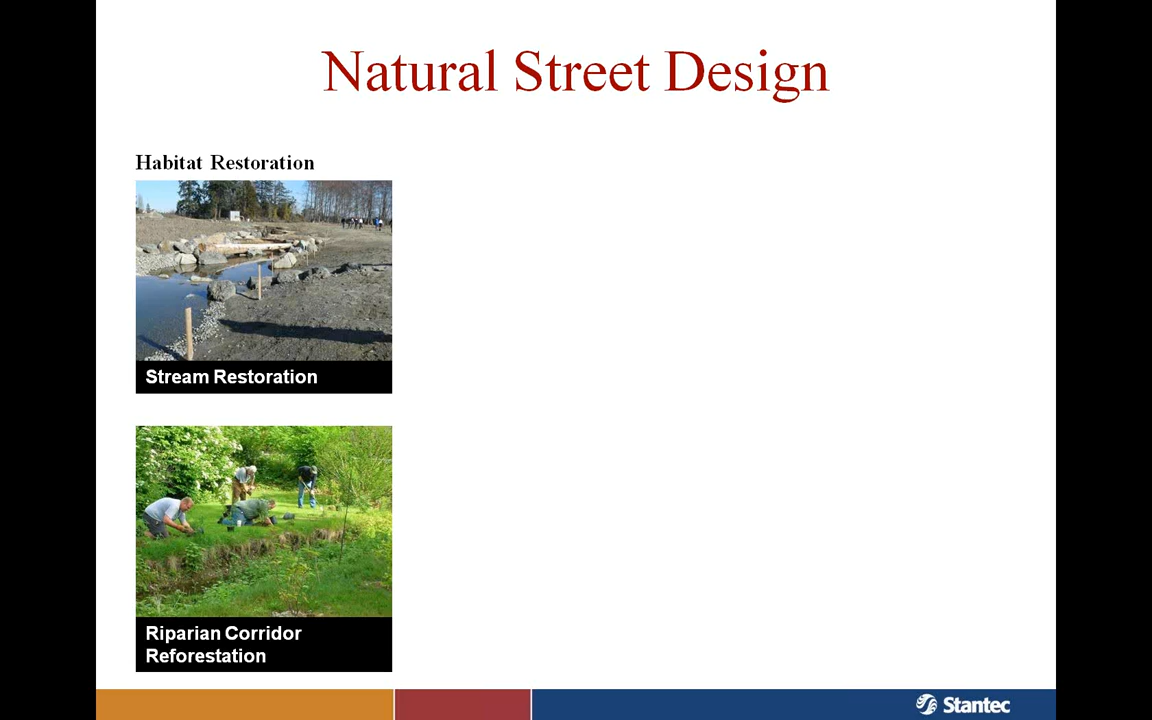 Natural Street Design
Habitat Restoration
Stream Restoration
Riparian Corridor
Reforestation
Stantec